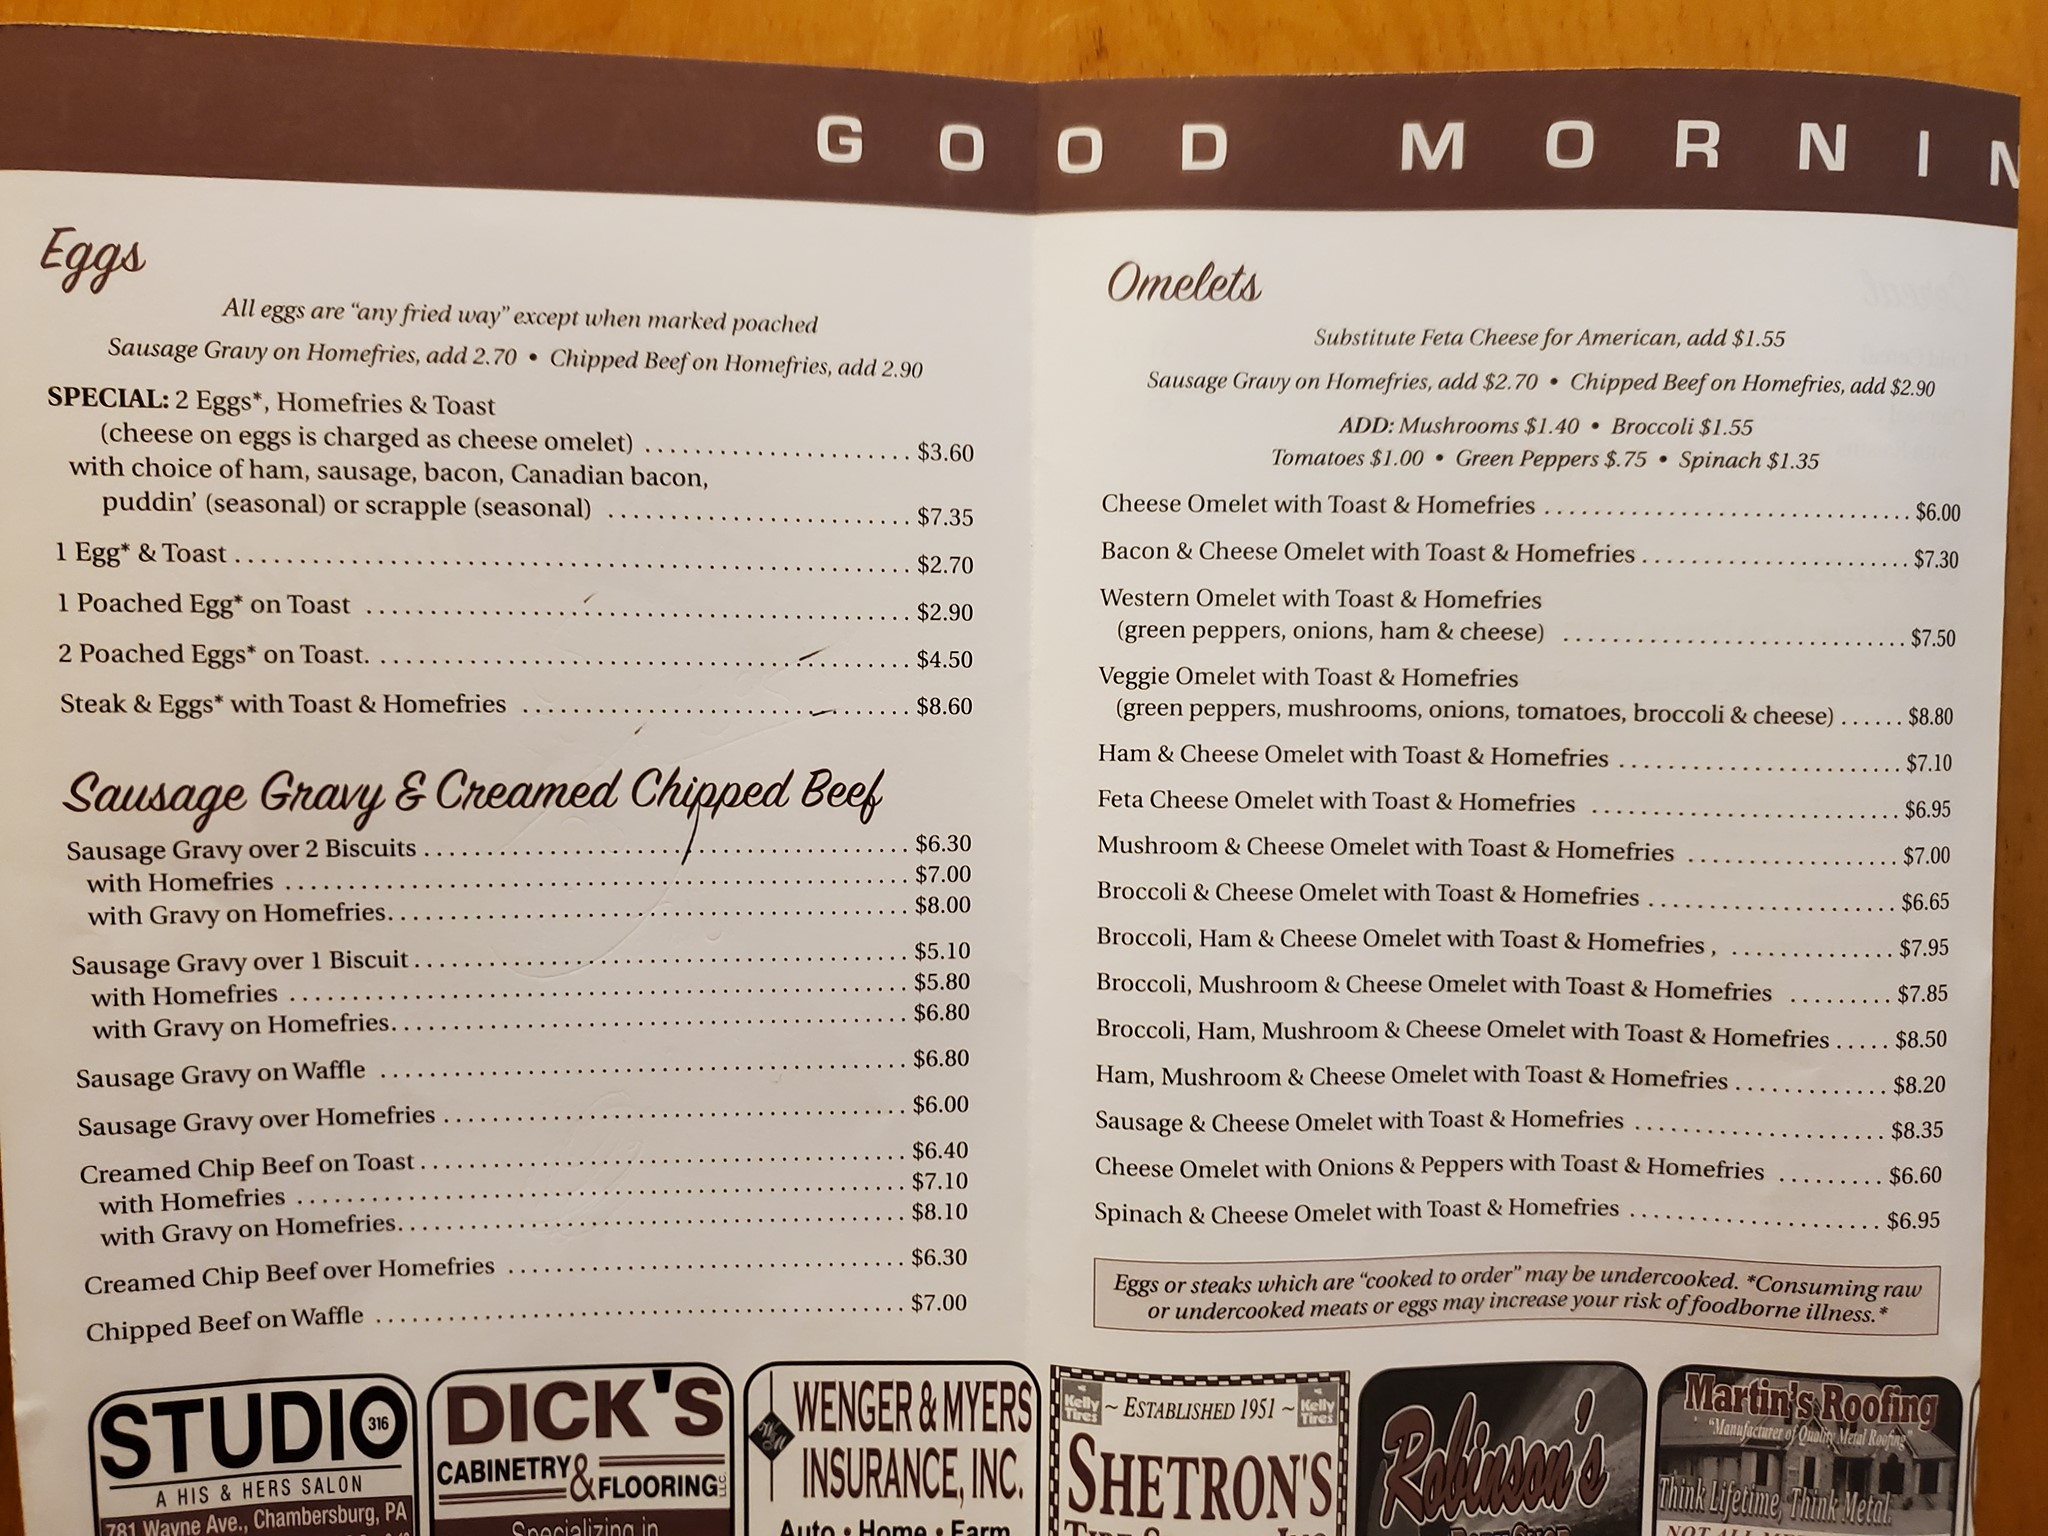 GOOD MORNIN
Eggs
All eggs are “any fried way” except when marked poached
Sausage Gravy on Homefries, add 2.70 • Chipped Beef on Homefries, add 2.90
SPECIAL: 2 Eggs*, Homefries & Toast
(cheese on eggs is charged as cheese omelet) ........................ $3.60
with choice of ham, sausage, bacon, Canadian bacon,
puddin’ (seasonal) or scrapple (seasonal) ........................... $7.35
1 Egg* & Toast ........................ $2.70
1 Poached Egg* on Toast ........................ $2.90
2 Poached Eggs* on Toast. ........................ $4.50
Steak & Eggs* with Toast & Homefries ........................ $8.60
Sausage Gravy & Creamed Chipped Beef
Sausage Gravy over 2 Biscuits ........................ $6.30
with Homefries ........................ $7.00
with Gravy on Homefries. ........................ $8.00
Sausage Gravy over 1 Biscuit ........................ $5.10
with Homefries ........................ $5.80
with Gravy on Homefries. ........................ $6.80
Sausage Gravy on Waffle ........................ $6.80
Sausage Gravy over Homefries ........................ $6.00
Creamed Chip Beef on Toast ........................ $6.40
with Homefries ........................ $7.10
with Gravy on Homefries. ........................ $8.10
Creamed Chip Beef over Homefries ........................ $6.30
Chipped Beef on Waffle ........................ $7.00
Omelets
Substitute Feta Cheese for American, add $1.55
Sausage Gravy on Homefries, add $2.70 • Chipped Beef on Homefries, add $2.90
ADD: Mushrooms $1.40 • Broccoli $1.55
Tomatoes $1.00 • Green Peppers $.75 • Spinach $1.35
Cheese Omelet with Toast & Homefries ........................ $6.00
Bacon & Cheese Omelet with Toast & Homefries ........................ $7.30
Western Omelet with Toast & Homefries
(green peppers, onions, ham & cheese) ........................ $7.50
Veggie Omelet with Toast & Homefries
(green peppers, mushrooms, onions, tomatoes, broccoli & cheese) ...... $8.80
Ham & Cheese Omelet with Toast & Homefries ........................ $7.10
Feta Cheese Omelet with Toast & Homefries ........................ $6.95
Mushroom & Cheese Omelet with Toast & Homefries .................. $7.00
Broccoli & Cheese Omelet with Toast & Homefries ..................... $6.65
Broccoli, Ham & Cheese Omelet with Toast & Homefries , .............. $7.95
Broccoli, Mushroom & Cheese Omelet with Toast & Homefries ......... $7.85
Broccoli, Ham, Mushroom & Cheese Omelet with Toast & Homefries ..... $8.50
Ham, Mushroom & Cheese Omelet with Toast & Homefries ............. $8.20
Sausage & Cheese Omelet with Toast & Homefries ..................... $8.35
Cheese Omelet with Onions & Peppers with Toast & Homefries ......... $6.60
Spinach & Cheese Omelet with Toast & Homefries ..................... $6.95
Eggs or steaks which are “cooked to order” may be undercooked. *Consuming raw
or undercooked meats or eggs may increase your risk of foodborne illness.*
STUDIO 316
A HIS & HERS SALON
781 Wayne Ave., Chambersburg, PA
DICK'S
CABINETRY & FLOORING LLC.
Specializing in
WM
WENGER & MYERS
INSURANCE, INC.
Auto • Home • Farm
Kelly Tires ~ ESTABLISHED 1951 ~ Kelly Tires
SHETRON'S
Robinson's
Martin's Roofing
"Manufacturer of Quality Metal Roofing"
Think Lifetime, Think Metal.